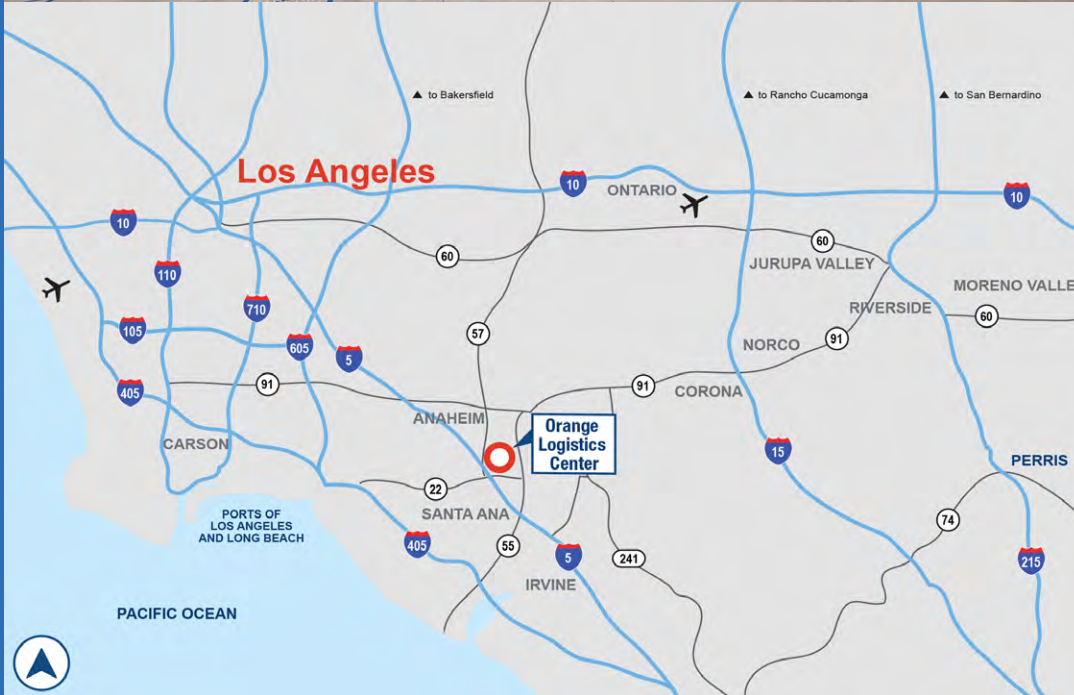 to Bakersfield
to Rancho Cucamonga
to San Bernardino
Los Angeles
10
ONTARIO
10
10
60
60
JURUPA VALLEY
110
MORENO VALLE
RIVERSIDE
710
60
105
57
NORCO
91
605
5
91
405
91
CORONA
ANAHEIM
Orange
Logistics
Center
CARSON
15
PERRIS
22
SANTA ANA
74
PORTS OF
LOS ANGELES
AND LONG BEACH
405
55
5
241
215
IRVINE
PACIFIC OCEAN